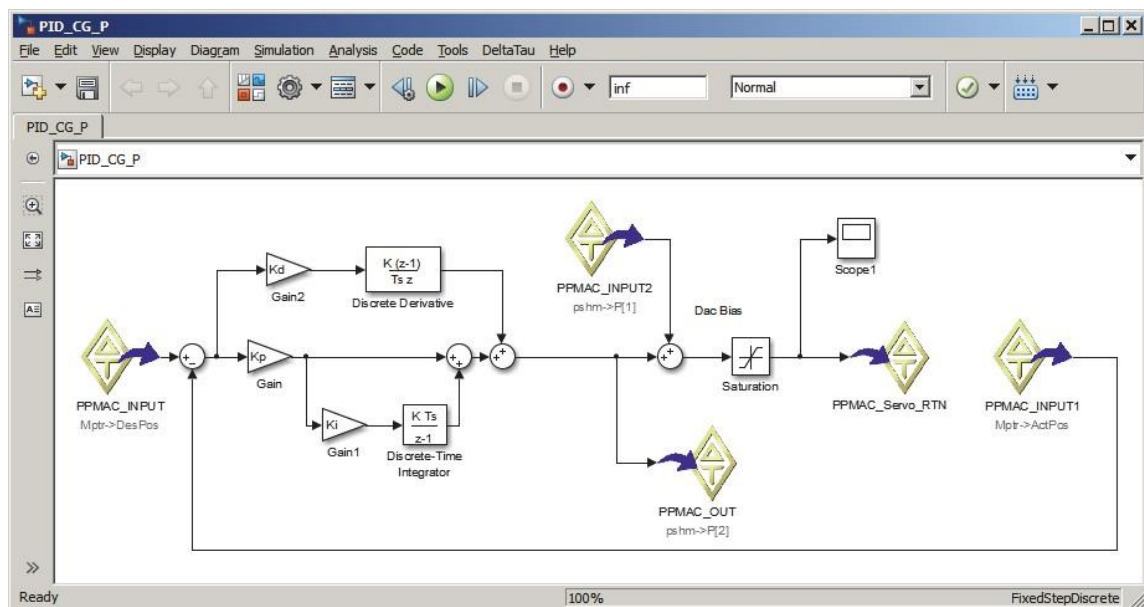 PID_CG_P
File Edit View Display Diagram Simulation Analysis Code Tools DeltaTau Help
inf Normal
PID_CG_P
PID_CG_P
PPMAC_INPUT2
pshm->P[1]
Scope1
Kd
Gain2
K (z-1)
Ts z
Discrete Derivative
Dac Bias
PPMAC_INPUT
Mptr->DesPos
Kp
Gain
Saturation
PPMAC_Servo_RTN
PPMAC_INPUT1
Mptr->ActPos
Ki
Gain1
K Ts
z-1
Discrete-Time
Integrator
PPMAC_OUT
pshm->P[2]
Ready 100% FixedStepDiscrete